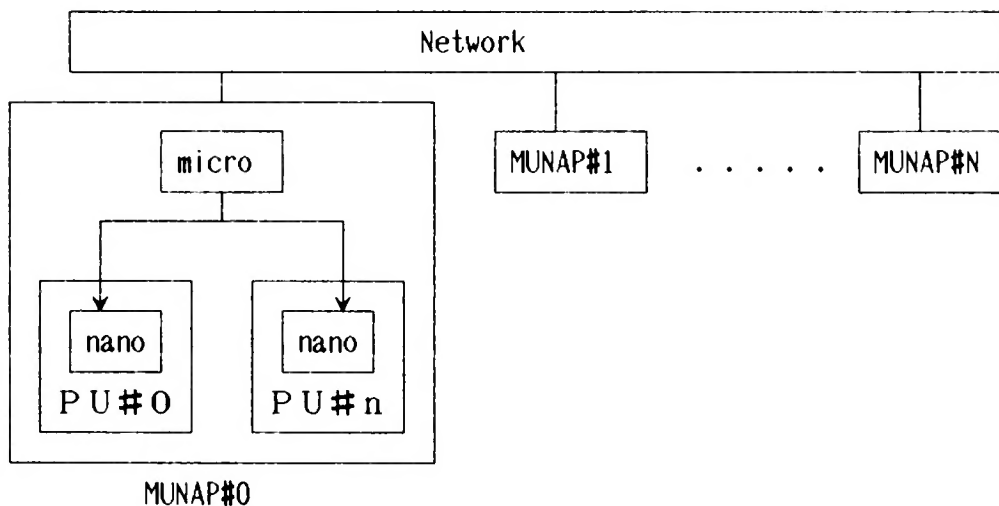 Network
micro
MUNAP#1 . . . . . MUNAP#N
nano nano
PU#0 PU#n
MUNAP#0